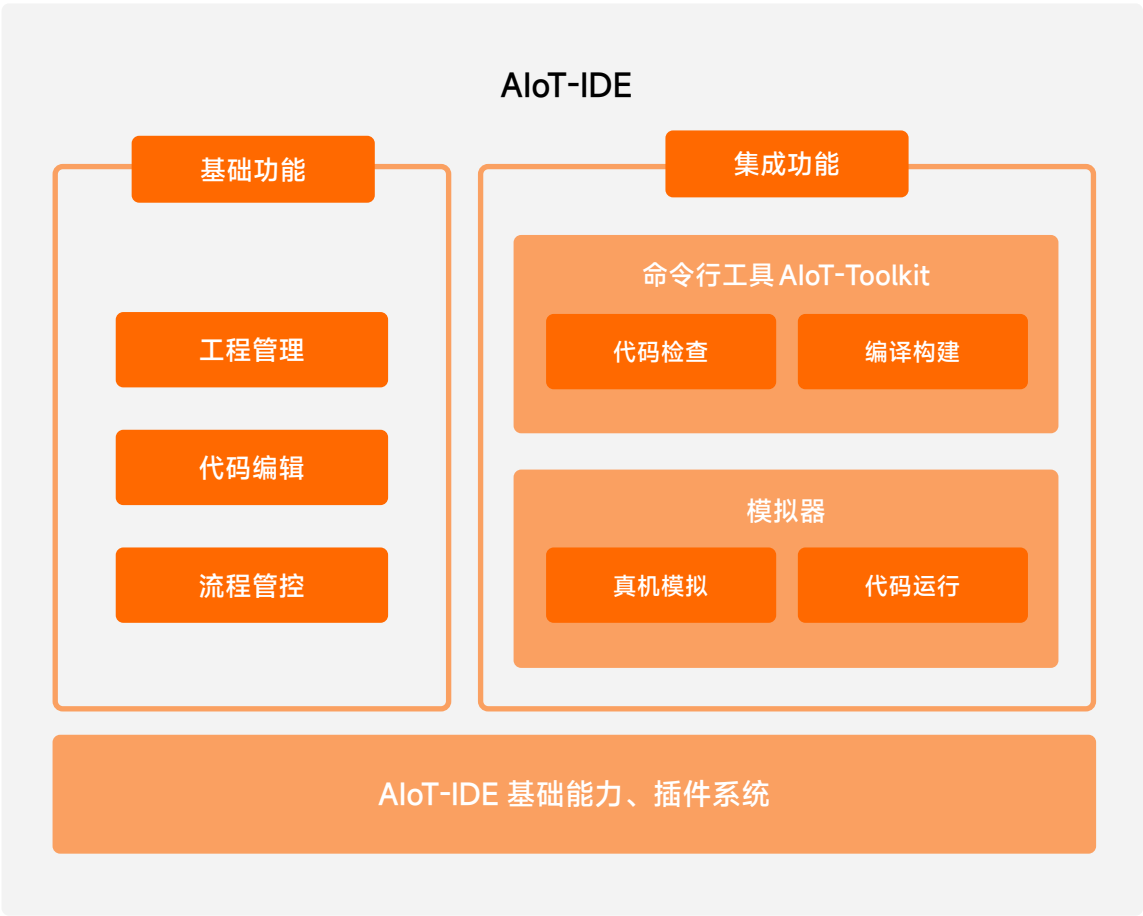 AIoT-IDE
基础功能
集成功能
工程管理
代码编辑
流程管控
命令行工具 AIoT-Toolkit
代码检查
编译构建
模拟器
真机模拟
代码运行
AIoT-IDE 基础能力、插件系统